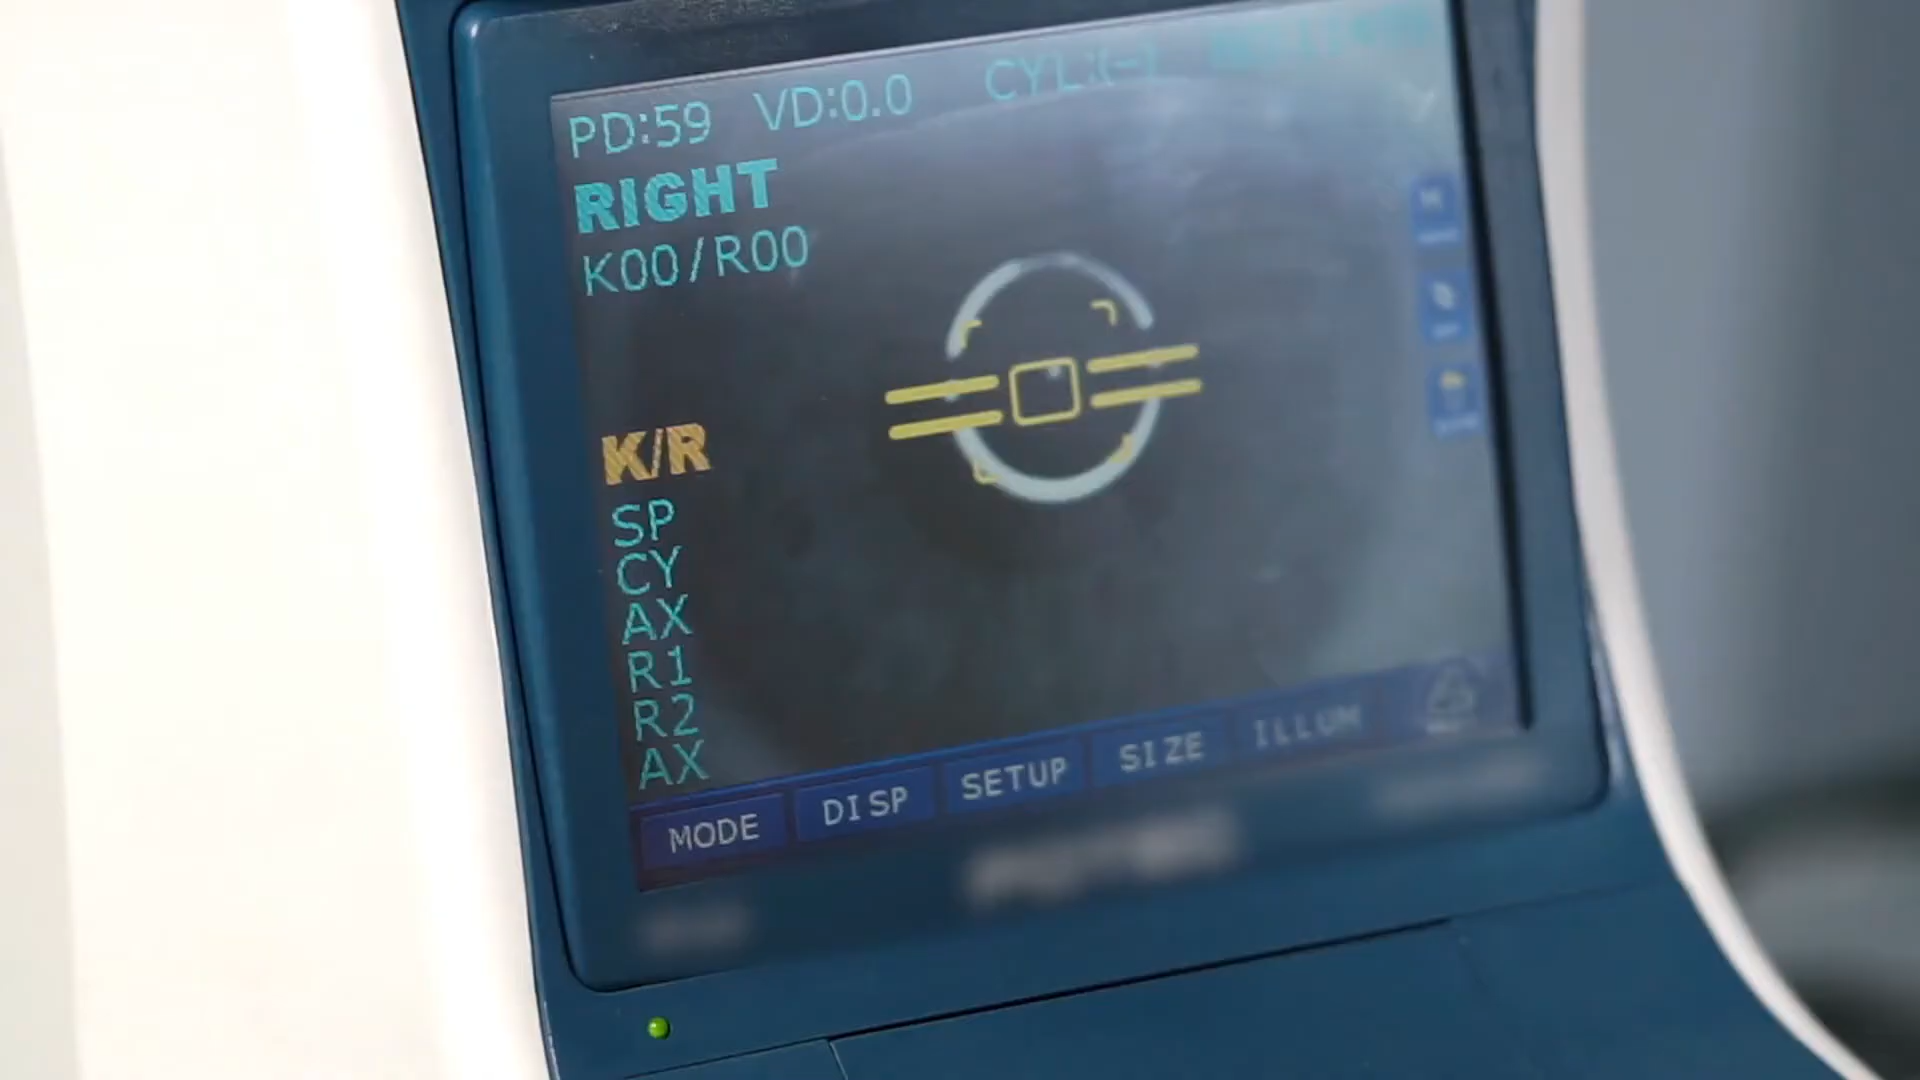 PD:59 VD:0.0 CYL:(-)
RIGHT
K00/R00
K/R
SP
CY
AX
R1
R2
AX
MODE DISP SETUP SIZE ILLUM